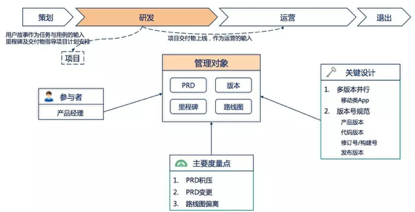 策划
研发
运营
退出
用户故事作为任务与用例的输入
里程碑及交付物指导项目计划安排
项目交付物上线，作为运营的输入
项目
管理对象
PRD
版本
里程碑
路线图
参与者
产品经理
关键设计
1. 多版本并行
移动类App
2. 版本号规范
产品版本
代码版本
修订号/构建号
发布版本
主要度量点
1. PRD积压
2. PRD变更
3. 路线图偏离